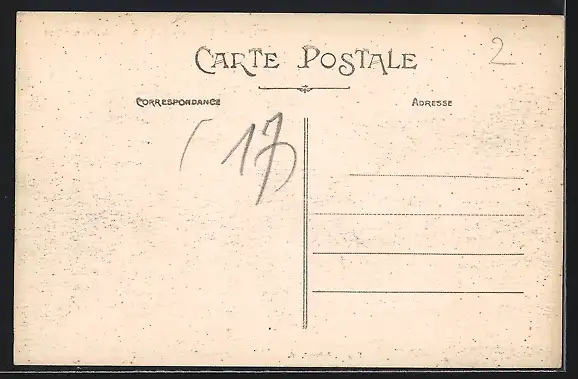 CARTE POSTALE
2
CORRESPONDANCE
ADRESSE
(17)